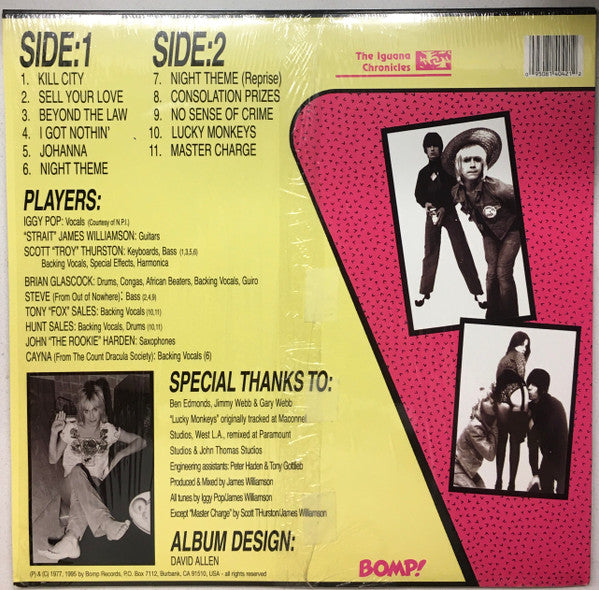 SIDE:1
1. KILL CITY
2. SELL YOUR LOVE
3. BEYOND THE LAW
4. I GOT NOTHIN'
5. JOHANNA
6. NIGHT THEME
SIDE:2
7. NIGHT THEME (Reprise)
8. CONSOLATION PRIZES
9. NO SENSE OF CRIME
10. LUCKY MONKEYS
11. MASTER CHARGE
The Iguana
Chronicles
0 95081 40421 2
PLAYERS:
IGGY POP: Vocals (Courtesy of N.P.I.)
"STRAIT" JAMES WILLIAMSON: Guitars
SCOTT "TROY" THURSTON: Keyboards, Bass (1,3,5,6)
Backing Vocals, Special Effects, Harmonica
BRIAN GLASCOCK: Drums, Congas, African Beaters, Backing Vocals, Guiro
STEVE (From Out of Nowhere): Bass (2,4,9)
TONY "FOX" SALES: Backing Vocals (10,11)
HUNT SALES: Backing Vocals, Drums (10,11)
JOHN "THE ROOKIE" HARDEN: Saxophones
CAYNA (From The Count Dracula Society): Backing Vocals (6)
SPECIAL THANKS TO:
Ben Edmonds, Jimmy Webb & Gary Webb
"Lucky Monkeys" originally tracked at Maconnel
Studios, West L.A., remixed at Paramount
Studios & John Thomas Studios
Engineering assistants: Peter Haden & Tony Gottlieb
Produced & Mixed by James Williamson
All tunes by Iggy Pop/James Williamson
Except "Master Charge" by Scott THurston/James Williamson
ALBUM DESIGN:
DAVID ALLEN
(P) & (C) 1977, 1995 by Bomp Records, P.O. Box 7112, Burbank, CA 91510, USA - all rights reserved
BOMP!